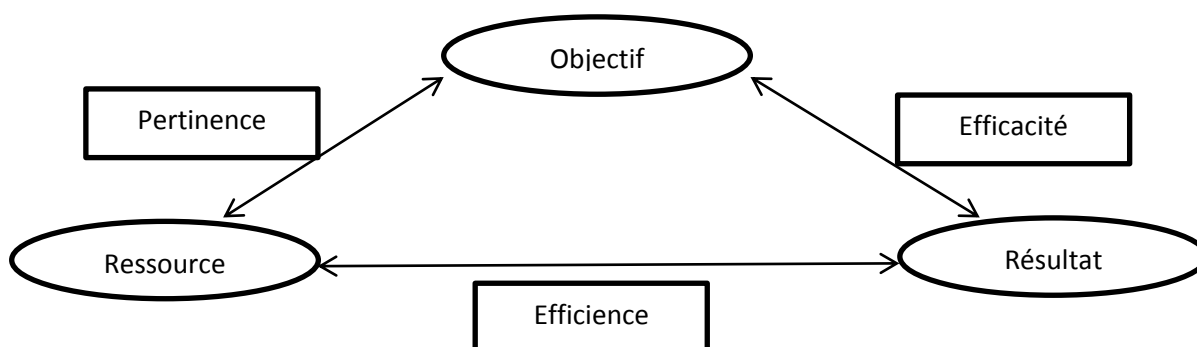 Objectif
Pertinence
Efficacité
Ressource
Résultat
Efficience